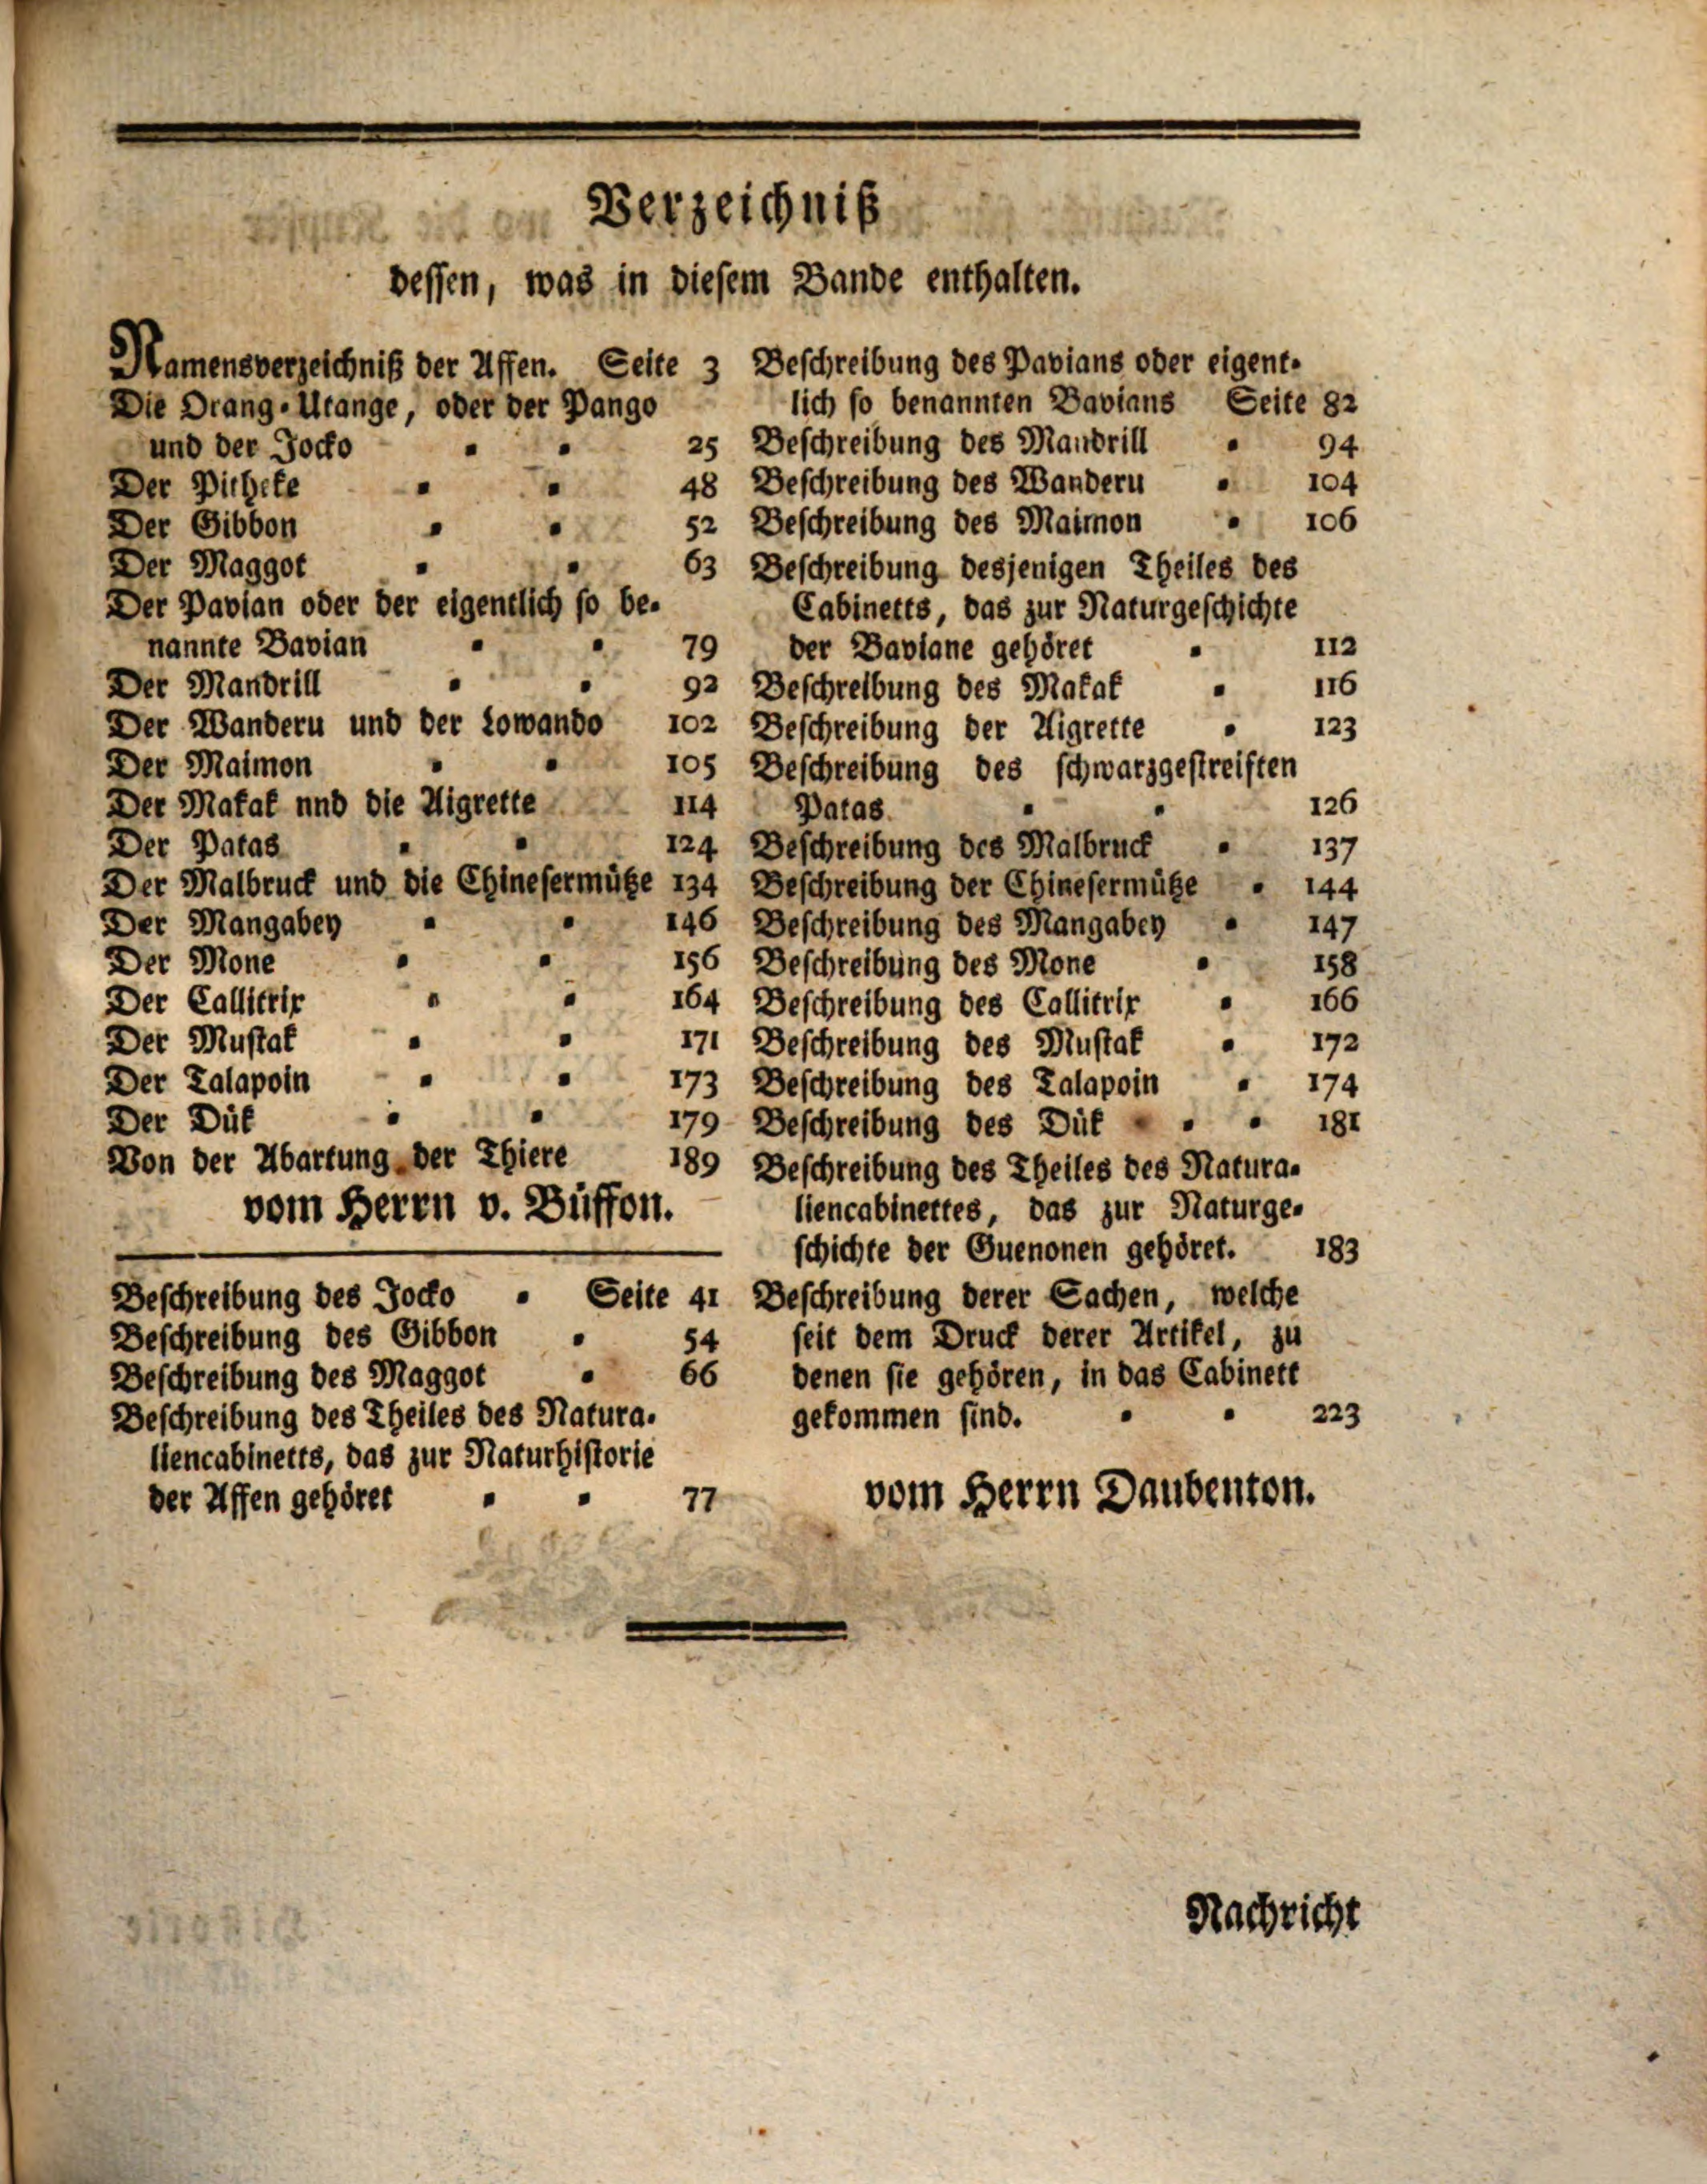 Verzeichniß
dessen, was in diesem Bande enthalten.
Namensverzeichniß der Affen. Seite 3
Die Orang-Utange, oder der Pango
und der Jocko 25
Der Pitheke 48
Der Gibbon 52
Der Maggot 63
Der Pavian oder der eigentlich so be-
nannte Bavian 79
Der Mandrill 92
Der Wanderu und der Lowando 102
Der Maimon 105
Der Makak nnd die Aigrette 114
Der Patas 124
Der Malbruck und die Chinesermütze 134
Der Mangabey 146
Der Mone 156
Der Callitrix 164
Der Mustak 171
Der Talapoin 173
Der Dük 179
Von der Abartung der Thiere 189
vom Herrn v. Büffon.
Beschreibung des Jocko Seite 41
Beschreibung des Gibbon 54
Beschreibung des Maggot 66
Beschreibung des Theiles des Natura-
liencabinetts, das zur Naturhistorie
der Affen gehöret 77
Beschreibung des Pavians oder eigent-
lich so benannten Bavians Seite 82
Beschreibung des Mandrill 94
Beschreibung des Wanderu 104
Beschreibung des Maimon 106
Beschreibung desjenigen Theiles des
Cabinetts, das zur Naturgeschichte
der Baviane gehöret 112
Beschreibung des Makak 116
Beschreibung der Aigrette 123
Beschreibung des schwarzgestreiften
Patas 126
Beschreibung des Malbruck 137
Beschreibung der Chinesermütze 144
Beschreibung des Mangabey 147
Beschreibung des Mone 158
Beschreibung des Callitrix 166
Beschreibung des Mustak 172
Beschreibung des Talapoin 174
Beschreibung des Dük 181
Beschreibung des Theiles des Natura-
liencabinettes, das zur Naturge-
schichte der Guenonen gehöret. 183
Beschreibung derer Sachen, welche
seit dem Druck derer Artikel, zu
denen sie gehören, in das Cabinett
gekommen sind. 223
vom Herrn Daubenton.
Nachricht